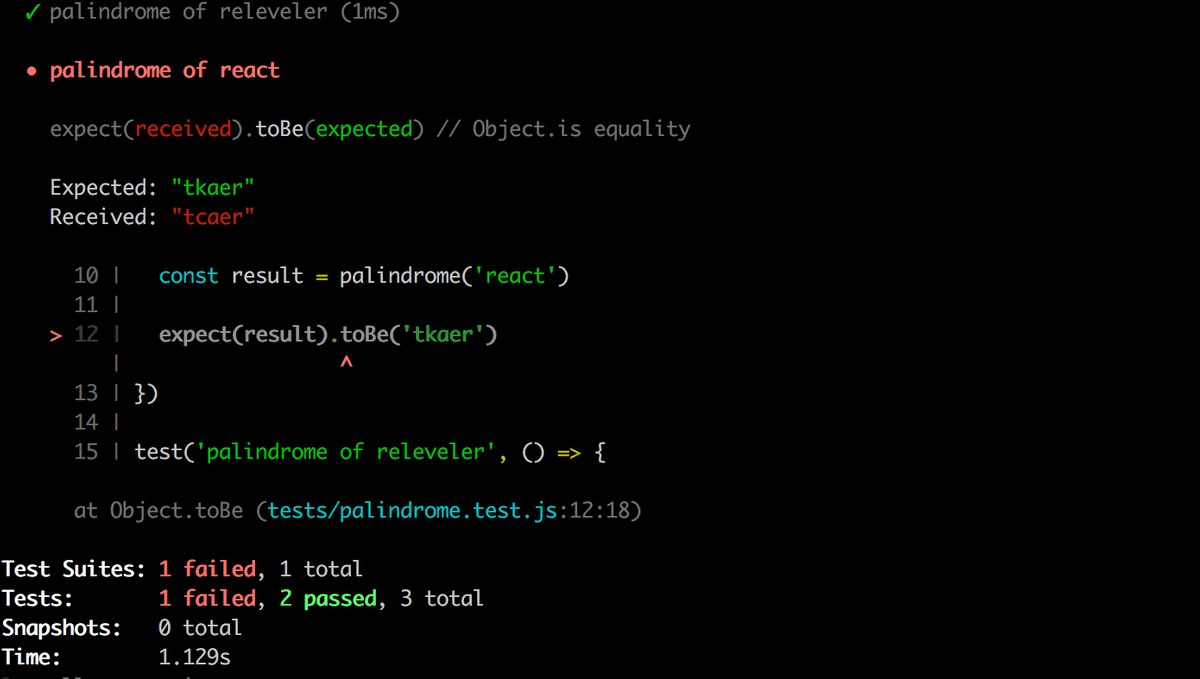 ✓ palindrome of releveler (1ms)
● palindrome of react
expect(received).toBe(expected) // Object.is equality
Expected: "tkaer"
Received: "tcaer"
10 |   const result = palindrome('react')
11 |
> 12 |   expect(result).toBe('tkaer')
|                   ^
13 | })
14 |
15 | test('palindrome of releveler', () => {
at Object.toBe (tests/palindrome.test.js:12:18)
Test Suites: 1 failed, 1 total
Tests:       1 failed, 2 passed, 3 total
Snapshots:   0 total
Time:        1.129s